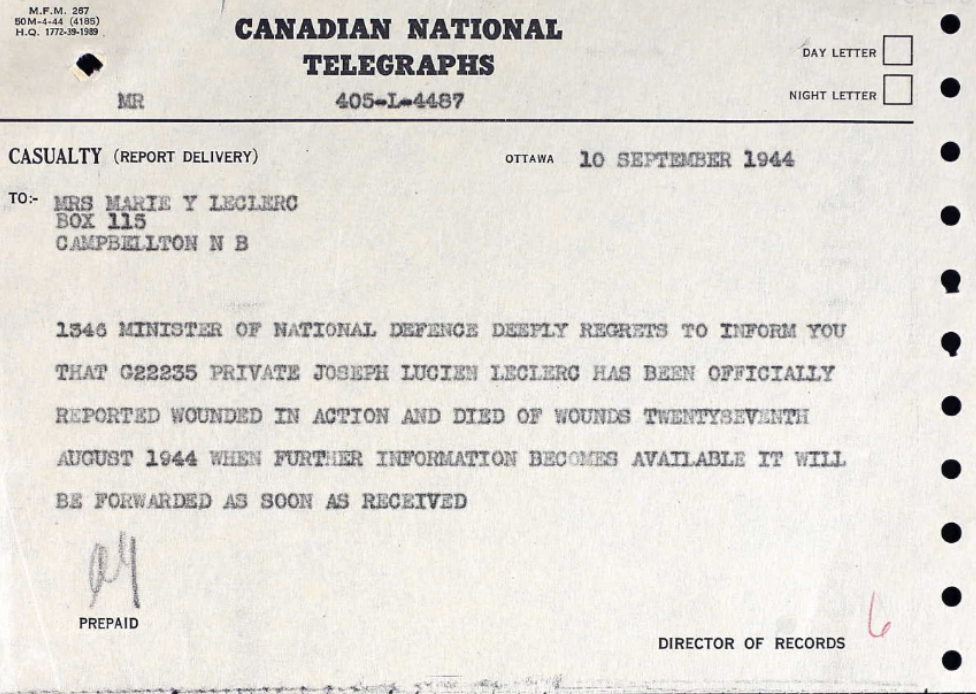 M.F.M. 267
50M-4-44 (4185)
H.Q. 1772-39-1989
CANADIAN NATIONAL
TELEGRAPHS
DAY LETTER
NIGHT LETTER
MR
405-L-4487
CASUALTY (REPORT DELIVERY)
OTTAWA 10 SEPTEMBER 1944
TO:- MRS MARIE Y LECLERC
BOX 115
CAMPBELLTON N B
1346 MINISTER OF NATIONAL DEFENCE DEEPLY REGRETS TO INFORM YOU
THAT G22235 PRIVATE JOSEPH LUCIEN LECLERC HAS BEEN OFFICIALLY
REPORTED WOUNDED IN ACTION AND DIED OF WOUNDS TWENTYSEVENTH
AUGUST 1944 WHEN FURTHER INFORMATION BECOMES AVAILABLE IT WILL
BE FORWARDED AS SOON AS RECEIVED
PREPAID
DIRECTOR OF RECORDS
6